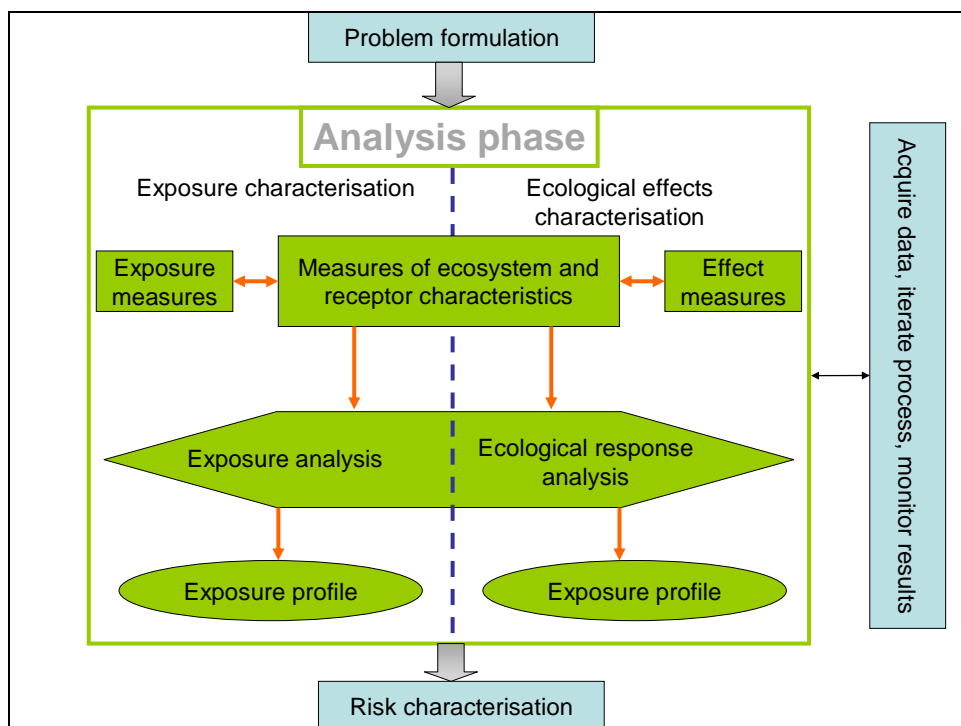 Problem formulation
Analysis phase
Exposure characterisation
Ecological effects
characterisation
Exposure
measures
Measures of ecosystem and
receptor characteristics
Effect
measures
Exposure analysis
Ecological response
analysis
Exposure profile
Exposure profile
Risk characterisation
Acquire data, iterate process, monitor results